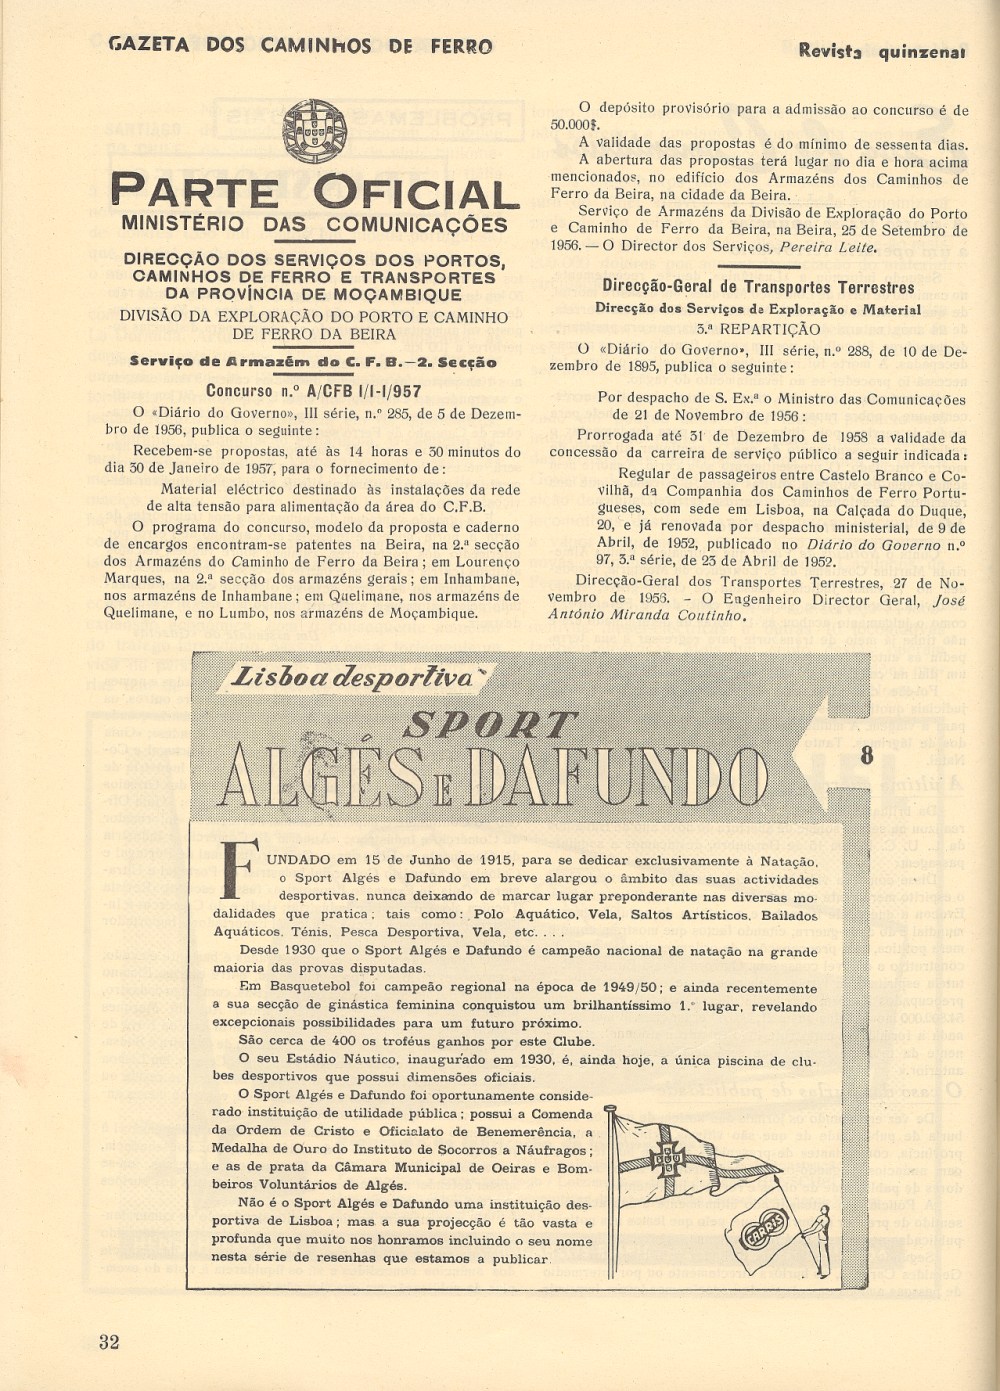 GAZETA DOS CAMINHOS DE FERRO
Revista quinzenal
PARTE OFICIAL
MINISTÉRIO DAS COMUNICAÇÕES
DIRECÇÃO DOS SERVIÇOS DOS PORTOS,
CAMINHOS DE FERRO E TRANSPORTES
DA PROVÍNCIA DE MOÇAMBIQUE
DIVISÃO DA EXPLORAÇÃO DO PORTO E CAMINHO
DE FERRO DA BEIRA
Serviço de Armazém do C. F. B.—2. Secção
Concurso n.º A/CFB I/I-I/957
O «Diário do Governo», III série, n.º 285, de 5 de Dezem-
bro de 1956, publica o seguinte:
Recebem-se propostas, até às 14 horas e 30 minutos do
dia 30 de Janeiro de 1957, para o fornecimento de:
Material eléctrico destinado às instalações da rede
de alta tensão para alimentação da área do C.F.B.
O programa do concurso, modelo da proposta e caderno
de encargos encontram-se patentes na Beira, na 2.ª secção
dos Armazéns do Caminho de Ferro da Beira; em Lourenço
Marques, na 2.ª secção dos armazéns gerais; em Inhambane,
nos armazéns de Inhambane; em Quelimane, nos armazéns de
Quelimane, e no Lumbo, nos armazéns de Moçambique.
O depósito provisório para a admissão ao concurso é de
50.000$.
A validade das propostas é do mínimo de sessenta dias.
A abertura das propostas terá lugar no dia e hora acima
mencionados, no edifício dos Armazéns dos Caminhos de
Ferro da Beira, na cidade da Beira.
Serviço de Armazéns da Divisão de Exploração do Porto
e Caminho de Ferro da Beira, na Beira, 25 de Setembro de
1956. — O Director dos Serviços, Pereira Leite.
Direcção-Geral de Transportes Terrestres
Direcção dos Serviços de Exploração e Material
3.ª REPARTIÇÃO
O «Diário do Governo», III série, n.º 288, de 10 de De-
zembro de 1895, publica o seguinte:
Por despacho de S. Ex.ª o Ministro das Comunicações
de 21 de Novembro de 1956:
Prorrogada até 31 de Dezembro de 1958 a validade da
concessão da carreira de serviço público a seguir indicada:
Regular de passageiros entre Castelo Branco e Co-
vilhã, da Companhia dos Caminhos de Ferro Portu-
gueses, com sede em Lisboa, na Calçada do Duque,
20, e já renovada por despacho ministerial, de 9 de
Abril, de 1952, publicado no Diário do Governo n.º
97, 3.ª série, de 23 de Abril de 1952.
Direcção-Geral dos Transportes Terrestres, 27 de No-
vembro de 1956. – O Engenheiro Director Geral, José
António Miranda Coutinho.
Lisboa desportiva
SPORT
ALGÉS E DAFUNDO
8
FUNDADO em 15 de Junho de 1915, para se dedicar exclusivamente à Natação,
o Sport Algés e Dafundo em breve alargou o âmbito das suas actividades
desportivas, nunca deixando de marcar lugar preponderante nas diversas mo-
dalidades que pratica; tais como: Polo Aquático, Vela, Saltos Artísticos, Bailados
Aquáticos, Ténis, Pesca Desportiva, Vela, etc. . . .
Desde 1930 que o Sport Algés e Dafundo é campeão nacional de natação na grande
maioria das provas disputadas.
Em Basquetebol foi campeão regional na época de 1949/50; e ainda recentemente
a sua secção de ginástica feminina conquistou um brilhantíssimo 1.º lugar, revelando
excepcionais possibilidades para um futuro próximo.
São cerca de 400 os troféus ganhos por este Clube.
O seu Estádio Náutico, inaugurado em 1930, é, ainda hoje, a única piscina de clu-
bes desportivos que possui dimensões oficiais.
O Sport Algés e Dafundo foi oportunamente conside-
rado instituição de utilidade pública; possui a Comenda
da Ordem de Cristo e Oficialato de Benemerência, a
Medalha de Ouro do Instituto de Socorros a Náufragos;
e as de prata da Câmara Municipal de Oeiras e Bom-
beiros Voluntários de Algés.
Não é o Sport Algés e Dafundo uma instituição des-
portiva de Lisboa; mas a sua projecção é tão vasta e
profunda que muito nos honramos incluindo o seu nome
nesta série de resenhas que estamos a publicar.
CARRIS
32